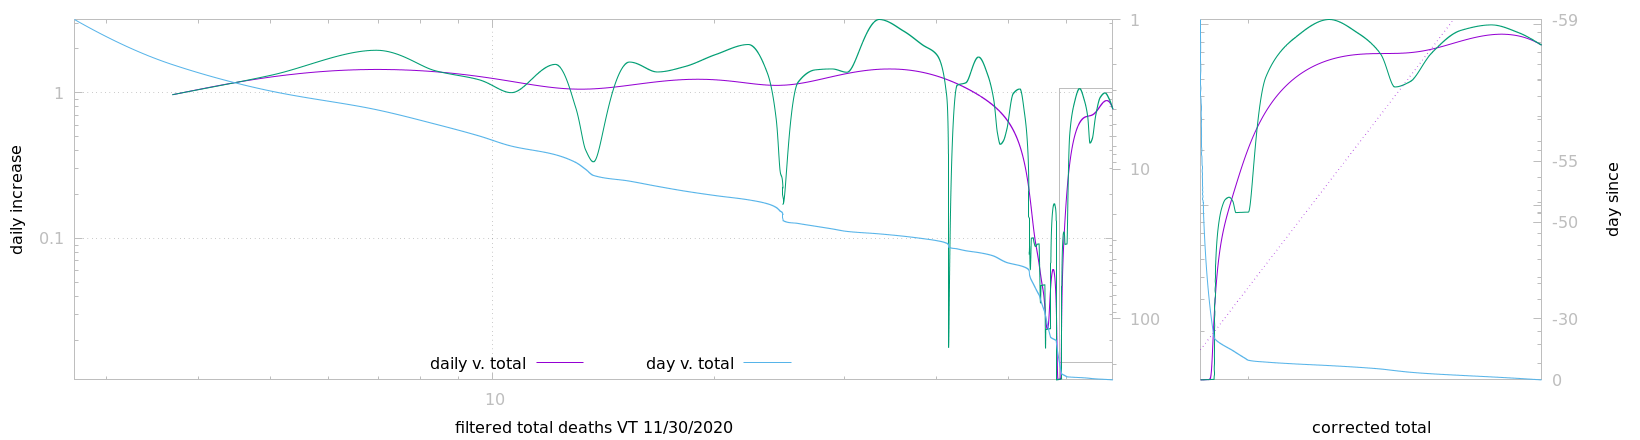 daily increase
1
0.1
10
1
10
100
daily v. total
day v. total
filtered total deaths VT 11/30/2020
-59
-55
-50
-30
0
day since
corrected total